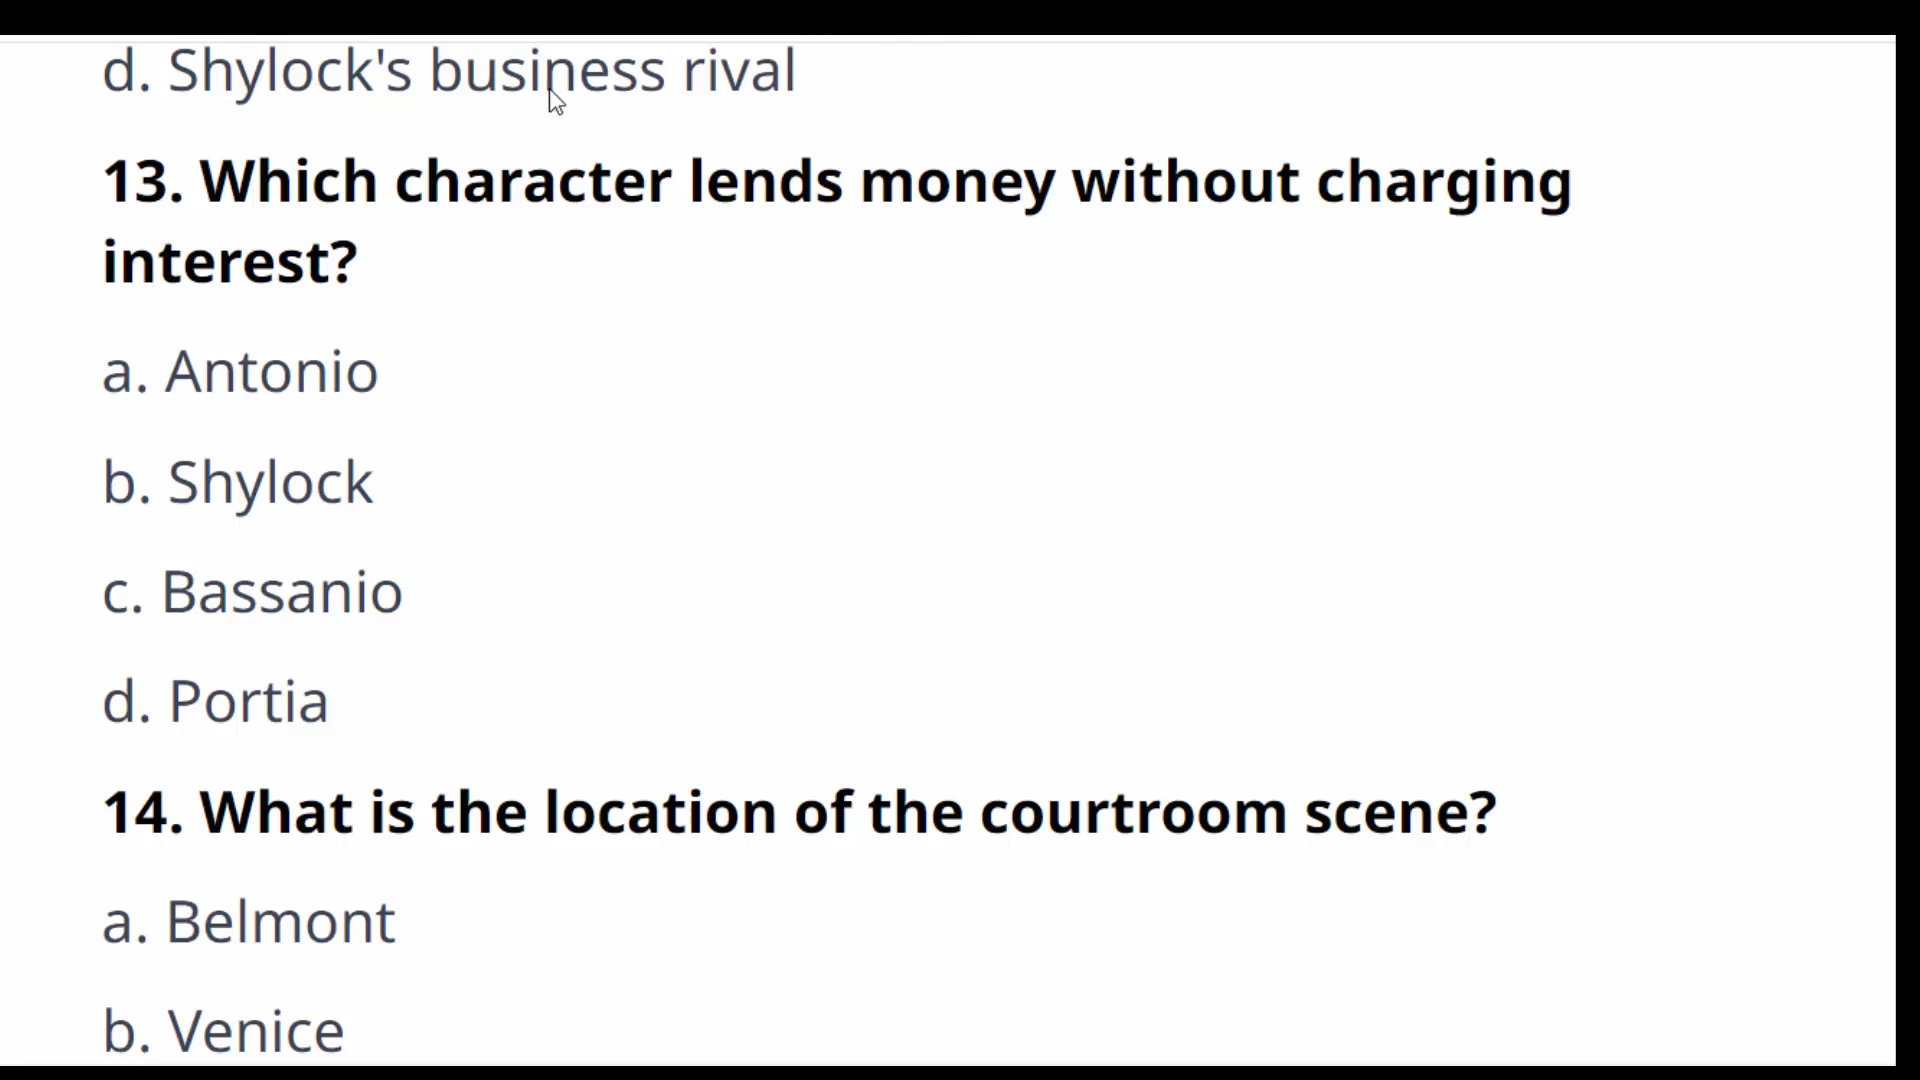 d. Shylock's business rival
13. Which character lends money without charging
interest?
a. Antonio
b. Shylock
c. Bassanio
d. Portia
14. What is the location of the courtroom scene?
a. Belmont
b. Venice